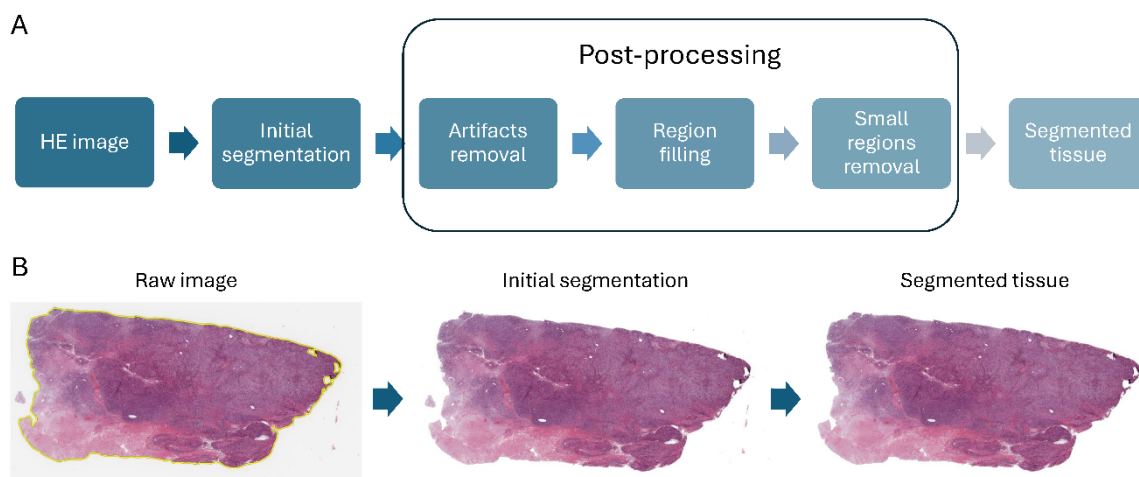 A
Post-processing
HE image
Initial
segmentation
Artifacts
removal
Region
filling
Small
regions
removal
Segmented
tissue
B
Raw image
Initial segmentation
Segmented tissue